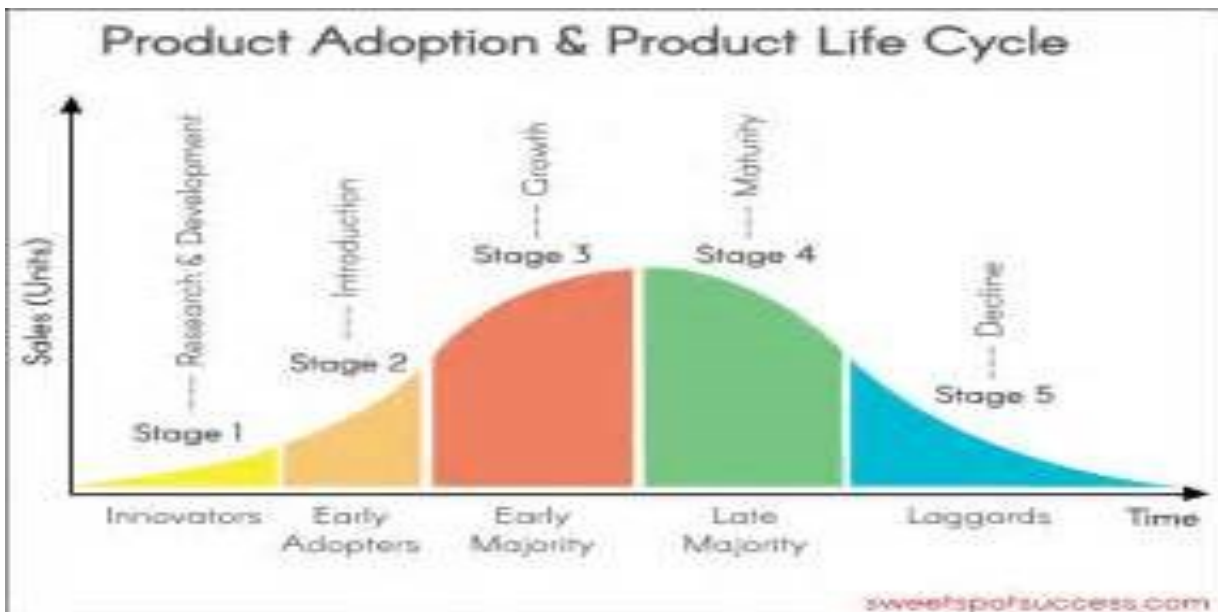 Product Adoption & Product Life Cycle
Sales (Units)
Stage 1
---- Research & Development
Stage 2
---- Introduction
Stage 3
---- Growth
Stage 4
---- Maturity
Stage 5
---- Decline
Innovators
Early
Adopters
Early
Majority
Late
Majority
Laggards
Time
sweetspotsuccess.com